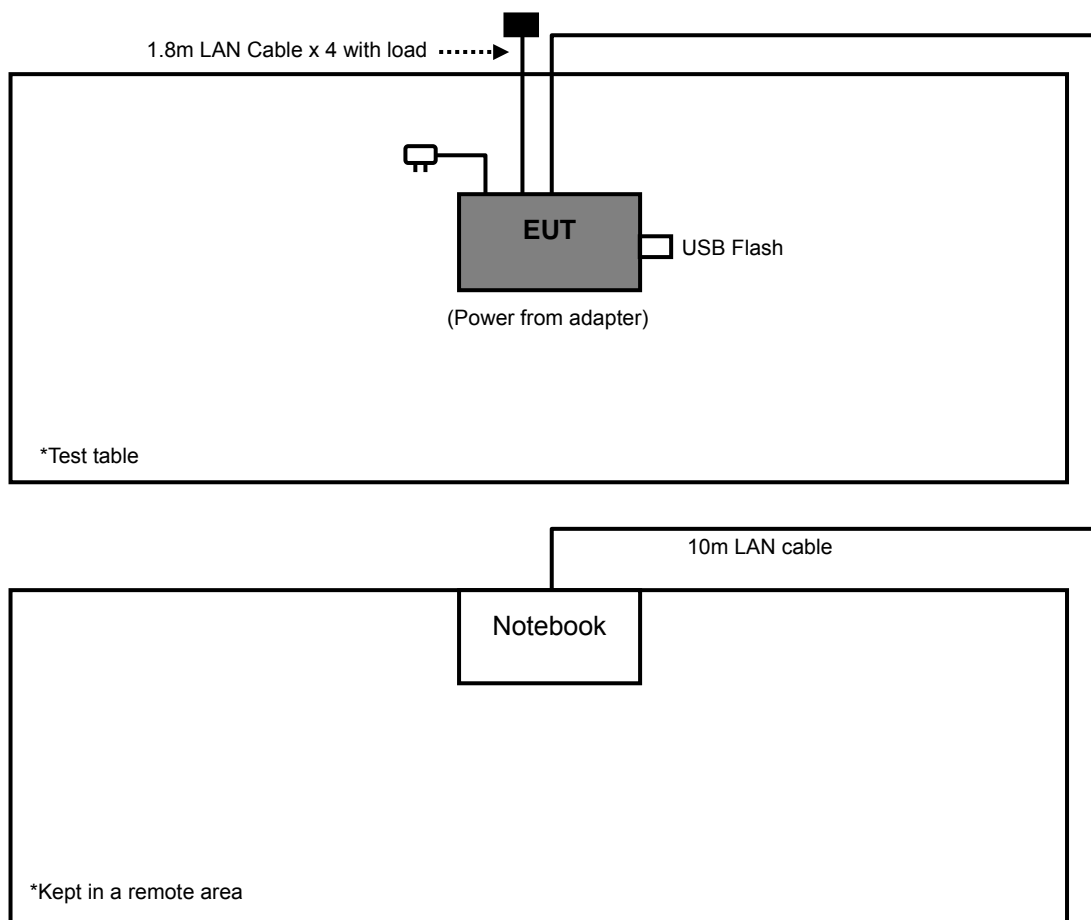 1.8m LAN Cable x 4 with load
EUT
USB Flash
(Power from adapter)
*Test table
10m LAN cable
Notebook
*Kept in a remote area